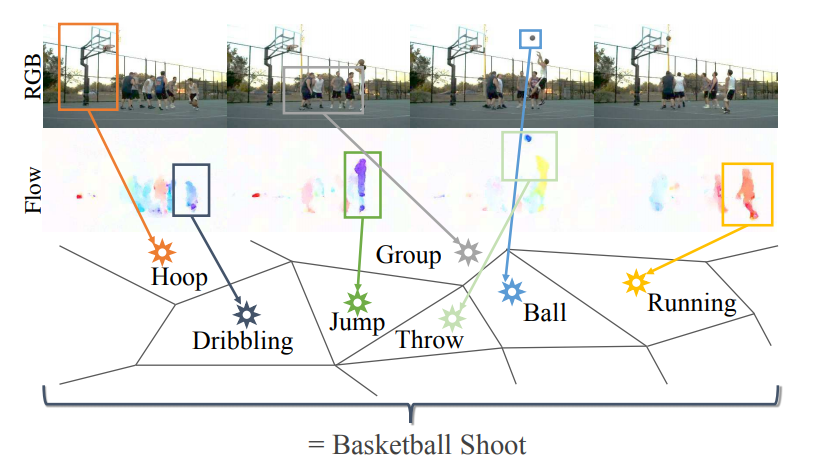 RGB
Flow
Group
Hoop
Ball
Running
Jump
Dribbling
Throw
= Basketball Shoot